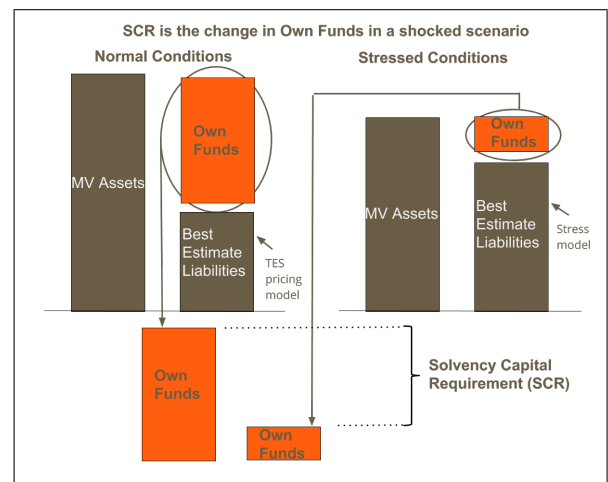 SCR is the change in Own Funds in a shocked scenario
Normal Conditions
Stressed Conditions
Own
Funds
MV Assets
Best
Estimate
Liabilities
TES
pricing
model
Own
Funds
MV Assets
Best
Estimate
Liabilities
Stress
model
Own
Funds
Own
Funds
Solvency Capital
Requirement (SCR)